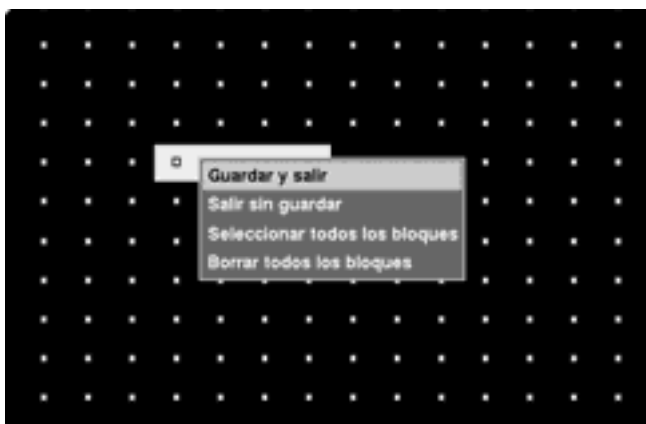 Guardar y salir
Salir sin guardar
Seleccionar todos los bloques
Borrar todos los bloques